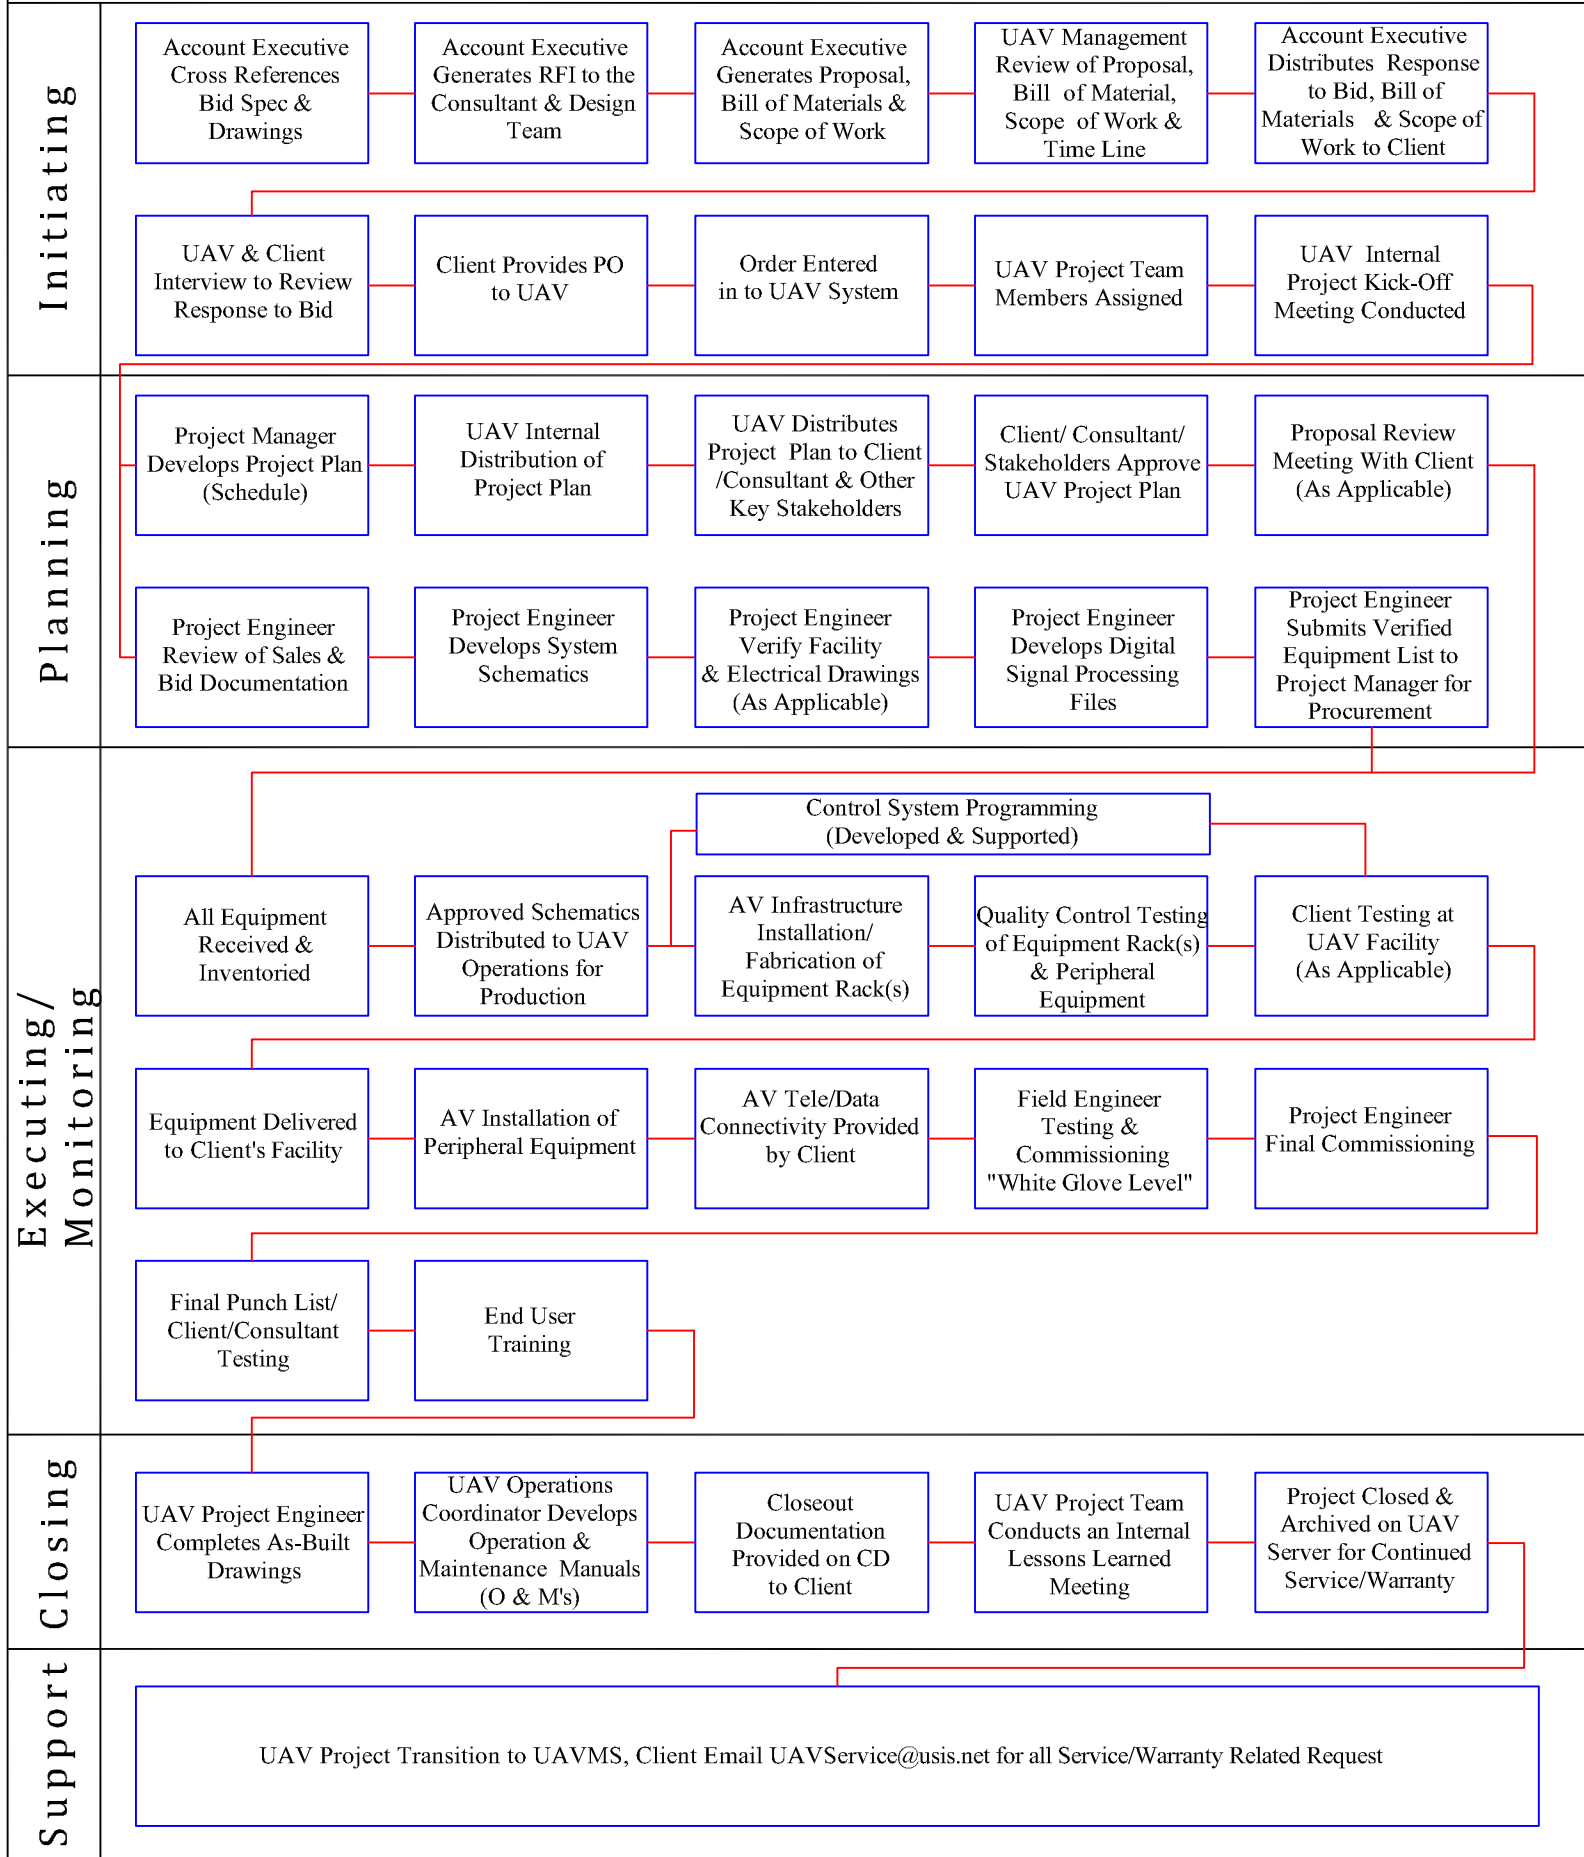 Initiating
Account Executive
Cross References
Bid Spec &
Drawings
Account Executive
Generates RFI to the
Consultant & Design
Team
Account Executive
Generates Proposal,
Bill of Materials &
Scope of Work
UAV Management
Review of Proposal,
Bill of Material,
Scope of Work &
Time Line
Account Executive
Distributes Response
to Bid, Bill of
Materials & Scope of
Work to Client
UAV & Client
Interview to Review
Response to Bid
Client Provides PO
to UAV
Order Entered
in to UAV System
UAV Project Team
Members Assigned
UAV Internal
Project Kick-Off
Meeting Conducted
Planning
Project Manager
Develops Project Plan
(Schedule)
UAV Internal
Distribution of
Project Plan
UAV Distributes
Project Plan to Client
/Consultant & Other
Key Stakeholders
Client/ Consultant/
Stakeholders Approve
UAV Project Plan
Proposal Review
Meeting With Client
(As Applicable)
Project Engineer
Review of Sales &
Bid Documentation
Project Engineer
Develops System
Schematics
Project Engineer
Verify Facility
& Electrical Drawings
(As Applicable)
Project Engineer
Develops Digital
Signal Processing
Files
Project Engineer
Submits Verified
Equipment List to
Project Manager for
Procurement
Executing/
Monitoring
Control System Programming
(Developed & Supported)
All Equipment
Received &
Inventoried
Approved Schematics
Distributed to UAV
Operations for
Production
AV Infrastructure
Installation/
Fabrication of
Equipment Rack(s)
Quality Control Testing
of Equipment Rack(s)
& Peripheral
Equipment
Client Testing at
UAV Facility
(As Applicable)
Equipment Delivered
to Client's Facility
AV Installation of
Peripheral Equipment
AV Tele/Data
Connectivity Provided
by Client
Field Engineer
Testing &
Commissioning
"White Glove Level"
Project Engineer
Final Commissioning
Final Punch List/
Client/Consultant
Testing
End User
Training
Closing
UAV Project Engineer
Completes As-Built
Drawings
UAV Operations
Coordinator Develops
Operation &
Maintenance Manuals
(O & M's)
Closeout
Documentation
Provided on CD
to Client
UAV Project Team
Conducts an Internal
Lessons Learned
Meeting
Project Closed &
Archived on UAV
Server for Continued
Service/Warranty
Support
UAV Project Transition to UAVMS, Client Email UAVService@usis.net for all Service/Warranty Related Request